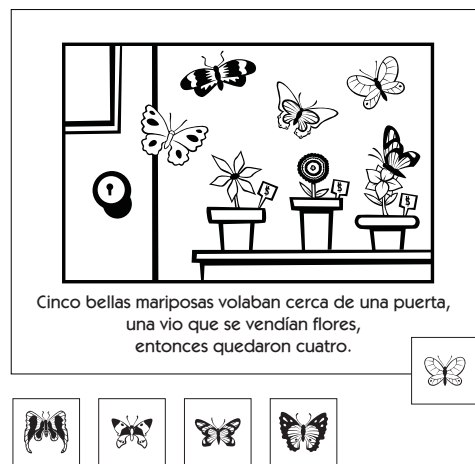 $
$
$
Cinco bellas mariposas volaban cerca de una puerta,
una vio que se vendían flores,
entonces quedaron cuatro.